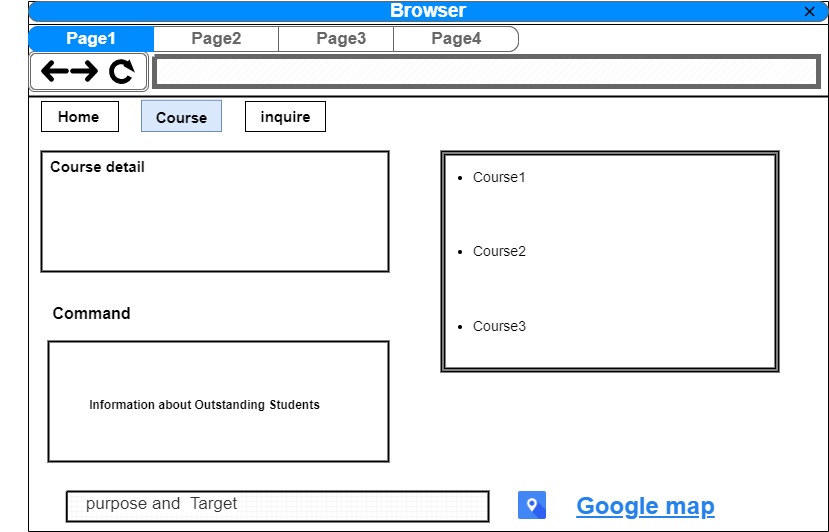 Browser
Page1
Page2
Page3
Page4
Home
Course
inquire
Course detail
Course1
Course2
Course3
Command
Information about Outstanding Students
purpose and Target
Google map